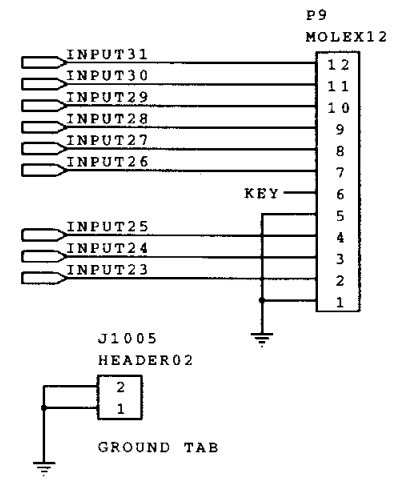 P9
MOLEX12
INPUT31
12
INPUT30
11
INPUT29
10
INPUT28
9
INPUT27
8
INPUT26
7
KEY
6
5
INPUT25
4
INPUT24
3
INPUT23
2
1
J1005
HEADER02
2
1
GROUND TAB